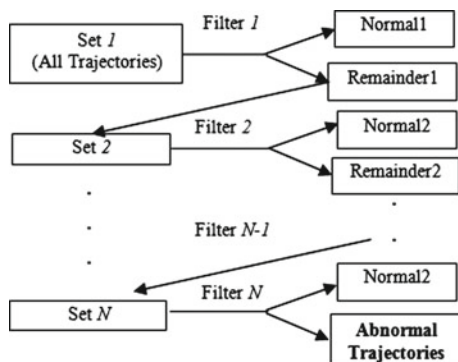 Filter 1
Set 1
(All Trajectories)
Normal1
Remainder1
Filter 2
Set 2
Normal2
Remainder2
Filter N-1
Filter N
Set N
Normal2
Abnormal
Trajectories